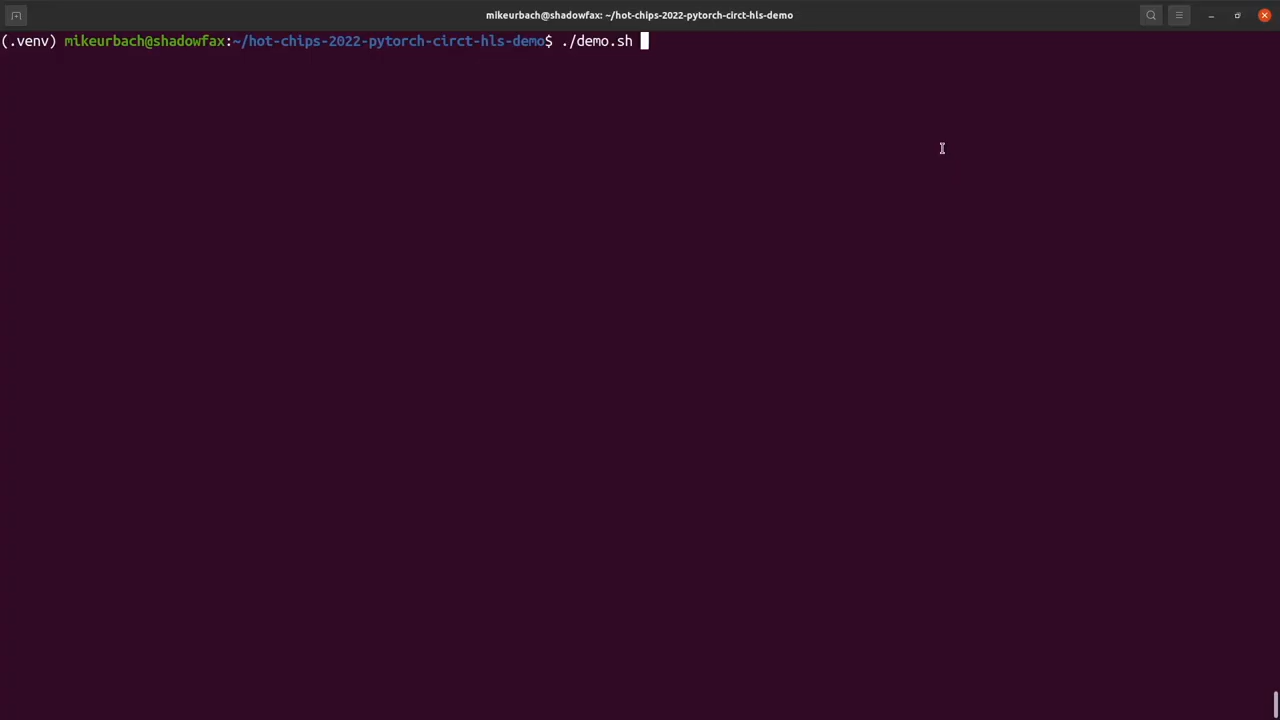 mikeurbach@shadowfax: ~/hot-chips-2022-pytorch-circt-hls-demo
(.venv) mikeurbach@shadowfax:~/hot-chips-2022-pytorch-circt-hls-demo$ ./demo.sh